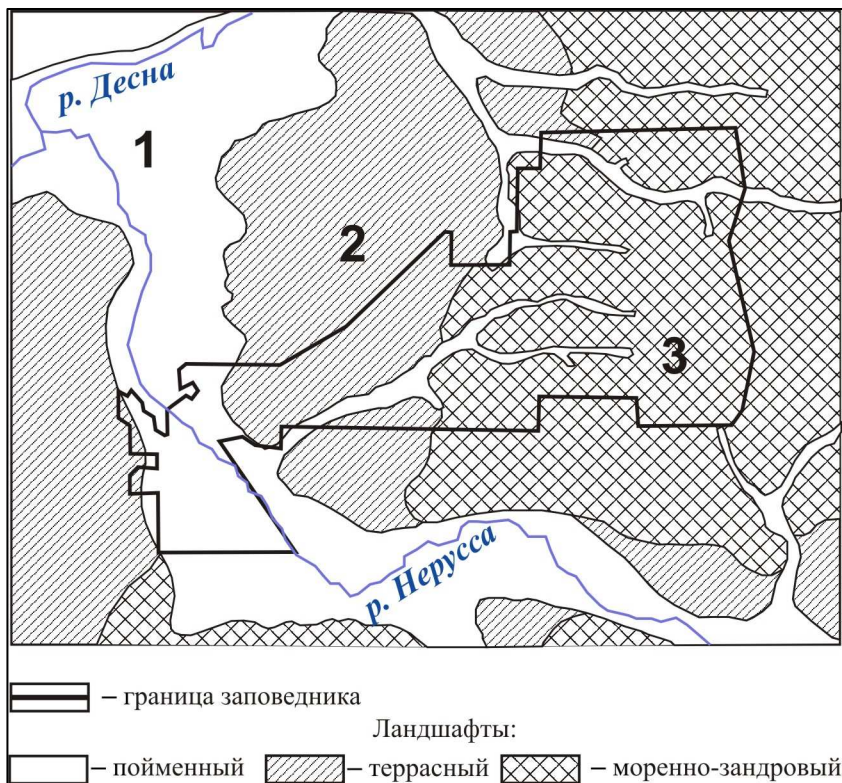 р. Десна
1
2
3
р. Нерусса
– граница заповедника
Ландшафты:
– пойменный – террасный – моренно-зандровый